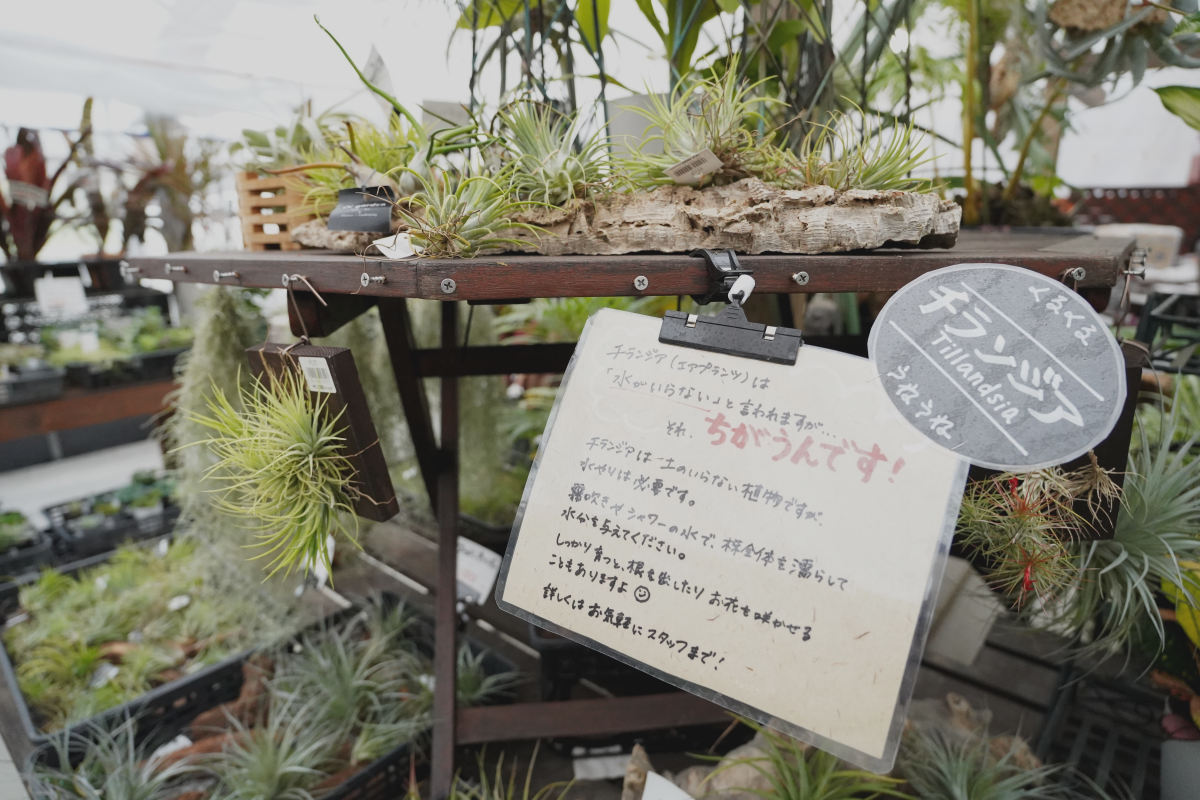 チランジア(エアプランツ)は
「水がいらない」と言われますが…
それ、ちがうんです!
チランジアは土のいらない植物ですが、
水やりは必要です。
霧吹きやシャワーの水で、株全体を濡らして
水分を与えてください。
しっかり育つと、根を出したりお花を咲かせる
こともありますよ☺
詳しくはお気軽にスタッフまで!
くるくる
チランジア
Tillandsia
うねうね